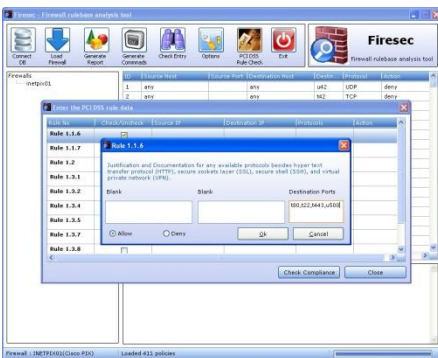 Firesec - Firewall rulebase analysis tool
Connect DB
Load Firewall
Generate Report
Generate Commands
Check Entry
Options
PCI DSS Rule Check
Exit
Firesec
Firewall rulebase analysis tool
Firewalls
inetpix01
ID Source Host Source Port Destination Host Destin... Protocol Action
1 any any u42 UDP deny
2 any any t42 TCP deny
Enter the PCI DSS rule data
Rule No Check/Uncheck Source IP Destination IP Protocols Action
Rule 1.1.6
Rule 1.1.7
Rule 1.2
Rule 1.3.1
Rule 1.3.2
Rule 1.3.4
Rule 1.3.5
Rule 1.3.7
Rule 1.3.8
Rule 1.1.6
Justification and Documentation for any available protocols besides hyper text
transfer protocol (HTTP), secure sockets layer (SSL), secure shell (SSH), and virtual
private network (VPN).
Blank Blank Destination Ports
t80,t22,t443,u500
Allow Deny Ok Cancel
Check Compliance Close
Firewall : INETPIX01(Cisco PIX) Loaded 411 policies